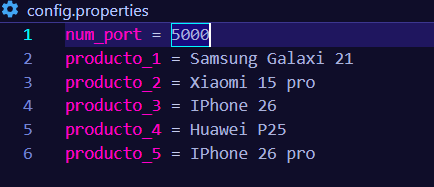 config.properties
1 num_port = 5000
2 producto_1 = Samsung Galaxi 21
3 producto_2 = Xiaomi 15 pro
4 producto_3 = IPhone 26
5 producto_4 = Huawei P25
6 producto_5 = IPhone 26 pro